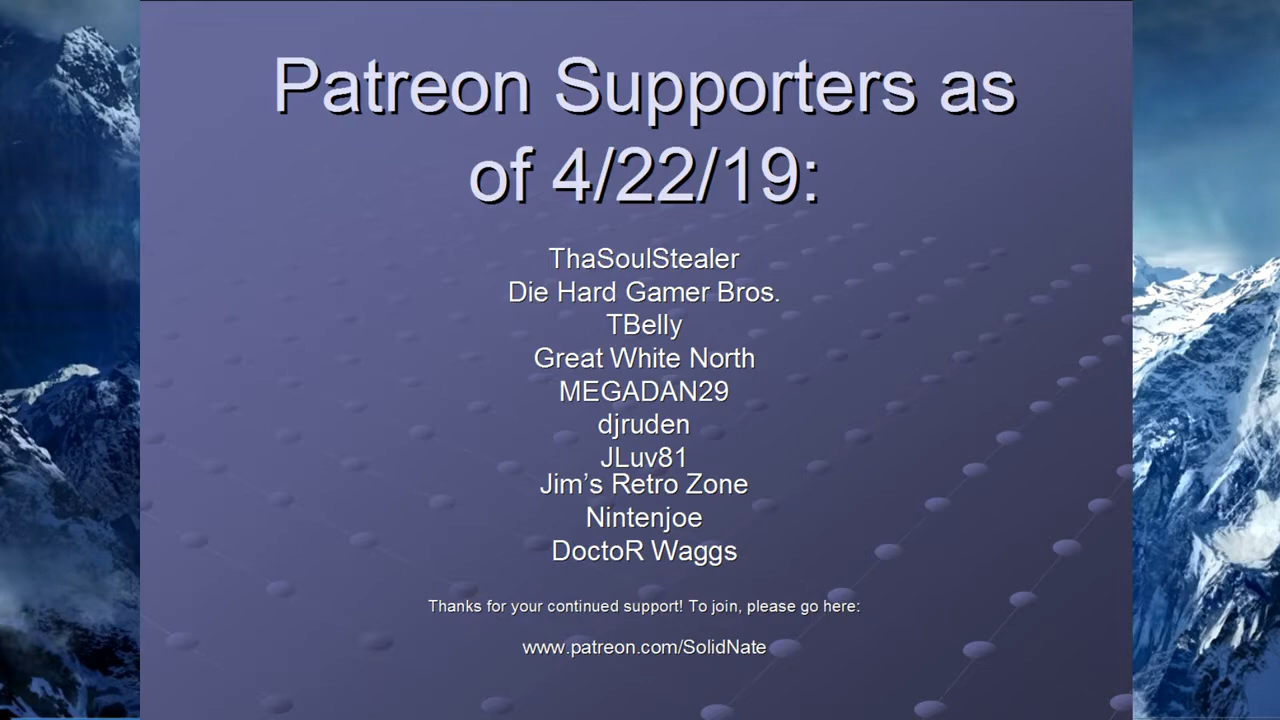 Patreon Supporters as
of 4/22/19:
ThaSoulStealer
Die Hard Gamer Bros.
TBelly
Great White North
MEGADAN29
djruden
JLuv81
Jim’s Retro Zone
Nintenjoe
DoctoR Waggs
Thanks for your continued support! To join, please go here:
www.patreon.com/SolidNate